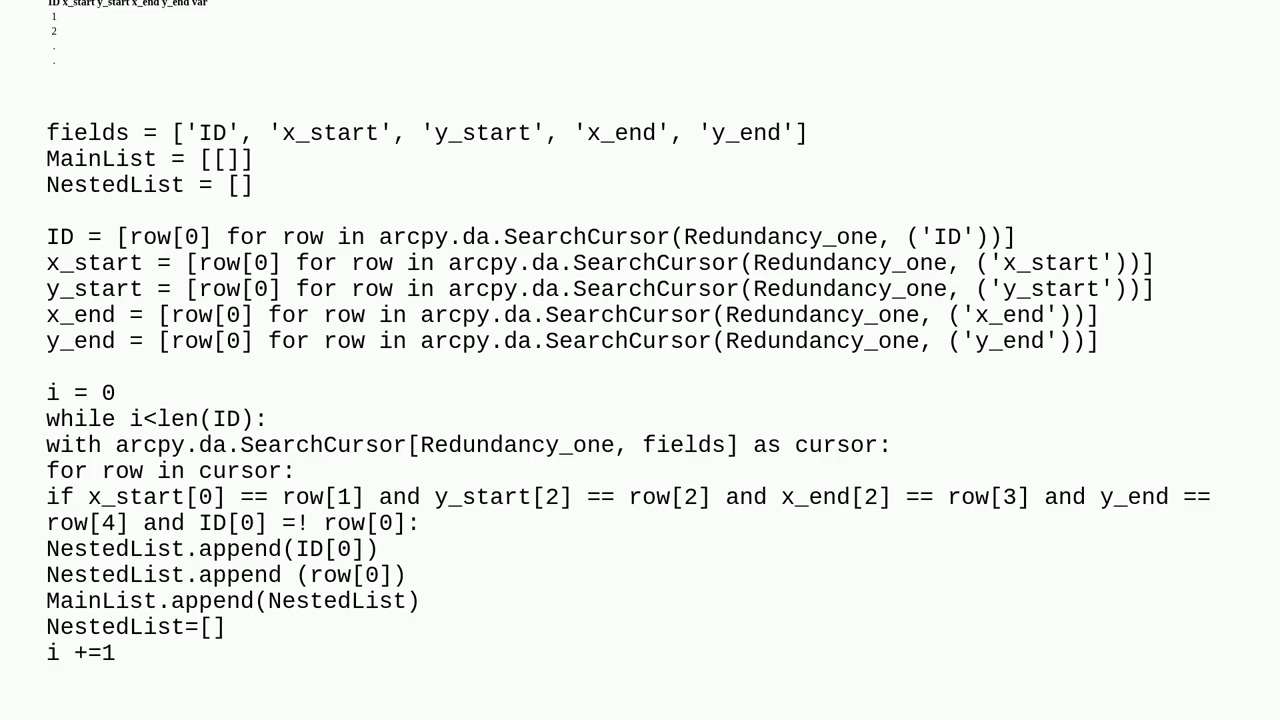 ID x_start y_start x_end y_end var
1
2
.
.
fields = ['ID', 'x_start', 'y_start', 'x_end', 'y_end']
MainList = [[]]
NestedList = []
ID = [row[0] for row in arcpy.da.SearchCursor(Redundancy_one, ('ID'))]
x_start = [row[0] for row in arcpy.da.SearchCursor(Redundancy_one, ('x_start'))]
y_start = [row[0] for row in arcpy.da.SearchCursor(Redundancy_one, ('y_start'))]
x_end = [row[0] for row in arcpy.da.SearchCursor(Redundancy_one, ('x_end'))]
y_end = [row[0] for row in arcpy.da.SearchCursor(Redundancy_one, ('y_end'))]
i = 0
while i<len(ID):
with arcpy.da.SearchCursor[Redundancy_one, fields] as cursor:
for row in cursor:
if x_start[0] == row[1] and y_start[2] == row[2] and x_end[2] == row[3] and y_end ==
row[4] and ID[0] =! row[0]:
NestedList.append(ID[0])
NestedList.append (row[0])
MainList.append(NestedList)
NestedList=[]
i +=1